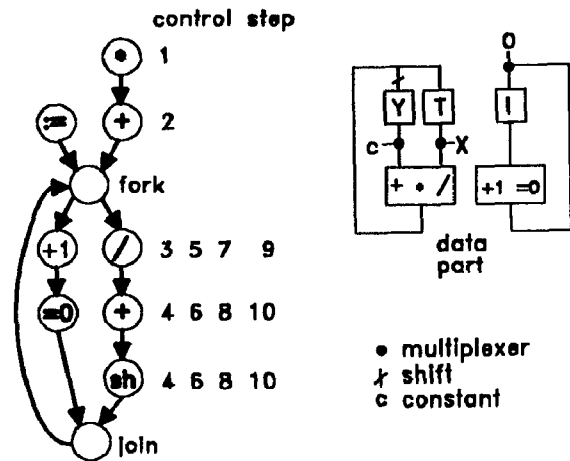 control step
* 1
:= + 2
fork
+1 / 3 5 7 9
=0 + 4 6 8 10
sh 4 6 8 10
join
0
Y T I
c X
+ * / +1 =0
data
part
• multiplexer
shift
c constant